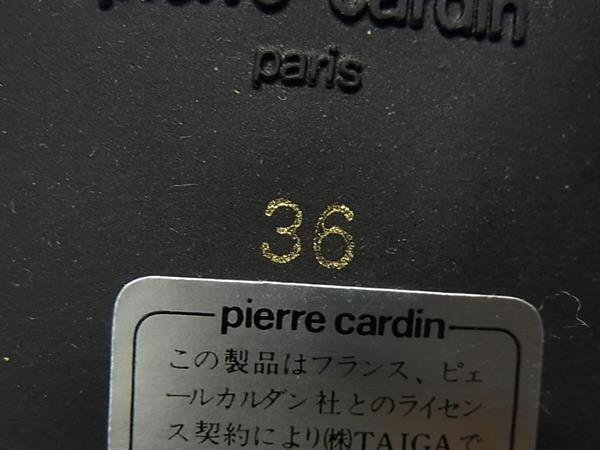 pierre cardin
paris
36
pierre cardin
この製品はフランス、ピェ
ールカルダン社とのライセン
ス契約により㈱TAIGAで